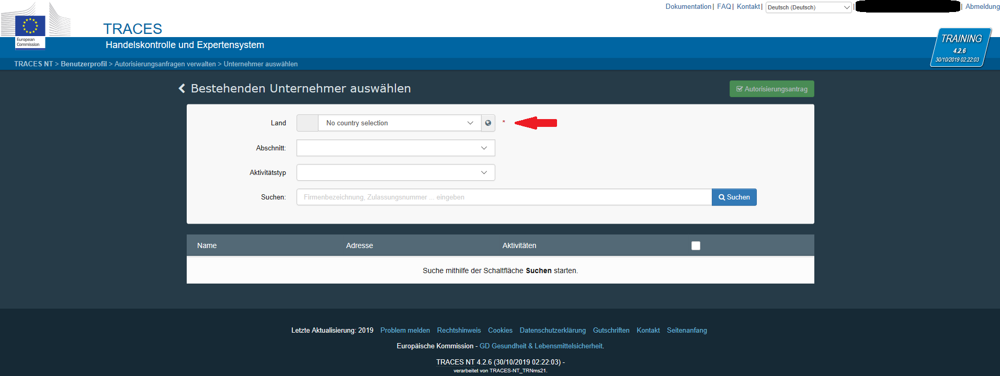 Dokumentation| FAQ| Kontakt| Deutsch (Deutsch) | | Abmeldung
European
Commission
TRACES
Handelskontrolle und Expertensystem
TRAINING
4.2.6
30/10/2019 02:22:03
TRACES NT > Benutzerprofil > Autorisierungsanfragen verwalten > Unternehmer auswählen
Bestehenden Unternehmer auswählen
Autorisierungsantrag
Land No country selection *
Abschnitt:
Aktivitätstyp
Suchen: Firmenbezeichnung, Zulassungsnummer ... eingeben Suchen
Name Adresse Aktivitäten
Suche mithilfe der Schaltfläche Suchen starten.
Letzte Aktualisierung: 2019 Problem melden Rechtshinweis Cookies Datenschutzerklärung Gutschriften Kontakt Seitenanfang
Europäische Kommission - GD Gesundheit & Lebensmittelsicherheit.
TRACES NT 4.2.6 (30/10/2019 02:22:03) -
verarbeitet von TRACES-NT_TRNms21.